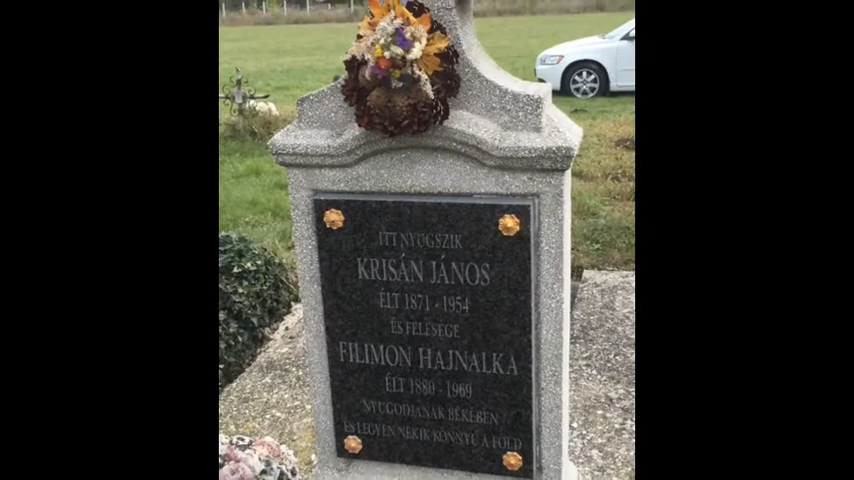 ITT NYUGSZIK
KRISÁN JÁNOS
ÉLT 1871 - 1954
ÉS FELESÉGE
FILIMON HAJNALKA
ÉLT 1880 - 1969
NYUGODJANAK BÉKÉBEN
ÉS LEGYEN NEKIK KÖNNYŰ A FÖLD